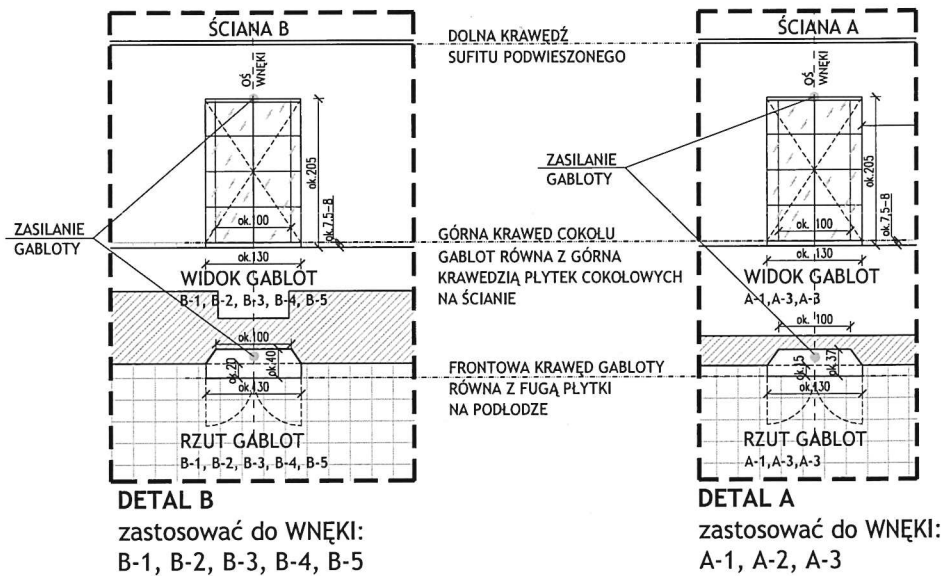 ŚCIANA B
OŚ
WNĘKI
ok.205
ok.7,5-8
ok.100
ok.130
ZASILANIE
GABLOTY
WIDOK GABLOT
B-1, B-2, B-3, B-4, B-5
ok.100
ok.20
ok.40
ok.130
RZUT GABLOT
B-1, B-2, B-3, B-4, B-5
DETAL B
zastosować do WNĘKI:
B-1, B-2, B-3, B-4, B-5
DOLNA KRAWĘDŹ
SUFITU PODWIESZONEGO
ZASILANIE
GABLOTY
GÓRNA KRAWĘD COKOŁU
GABLOT RÓWNA Z GÓRNA
KRAWEDZIĄ PŁYTEK COKOŁOWYCH
NA ŚCIANIE
FRONTOWA KRAWĘD GABLOTY
RÓWNA Z FUGĄ PŁYTKI
NA PODŁODZE
ŚCIANA A
OŚ
WNĘKI
ok.205
ok.7,5-8
ok. 100
ok. 130
WIDOK GABLOT
A-1,A-3,A-3
ok. 100
ok.15
ok.37
ok.130
RZUT GABLOT
A-1,A-3,A-3
DETAL A
zastosować do WNĘKI:
A-1, A-2, A-3